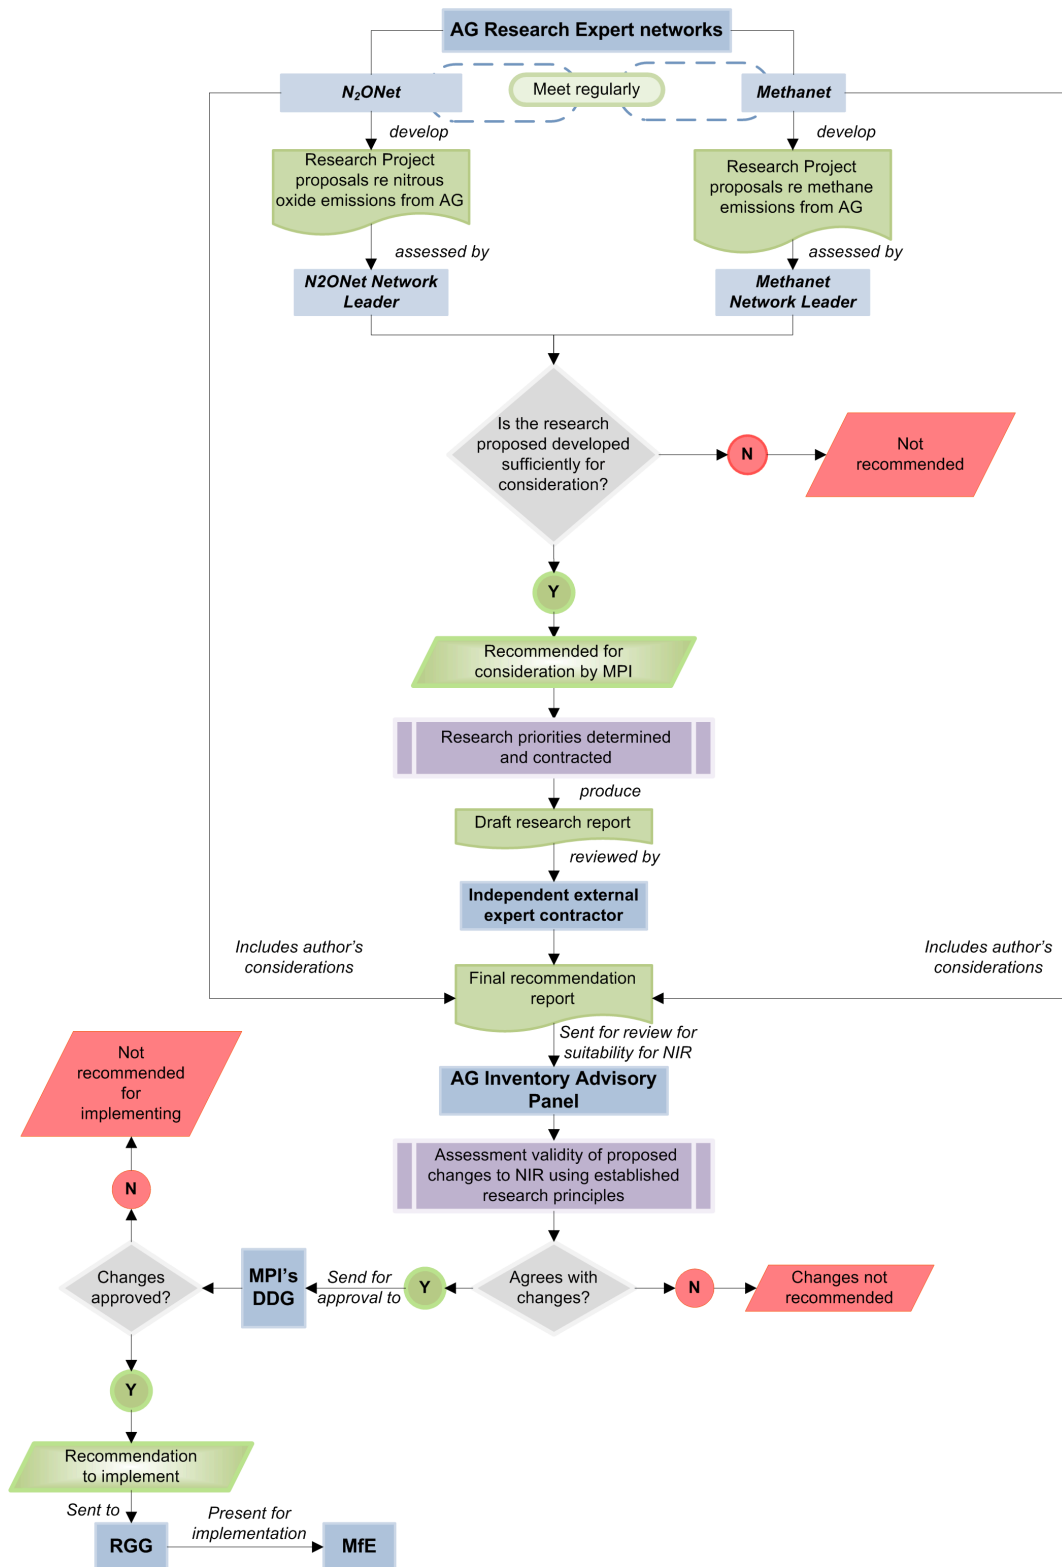 AG Research Expert networks
N₂ONet
Meet regularly
Methanet
develop
develop
Research Project
proposals re nitrous
oxide emissions from AG
Research Project
proposals re methane
emissions from AG
assessed by
assessed by
N2ONet Network
Leader
Methanet
Network Leader
Is the research
proposed developed
sufficiently for
consideration?
N
Not
recommended
Y
Recommended for
consideration by MPI
Research priorities determined
and contracted
produce
Draft research report
reviewed by
Independent external
expert contractor
Includes author's
considerations
Includes author's
considerations
Final recommendation
report
Sent for review for
suitability for NIR
AG Inventory Advisory
Panel
Assessment validity of proposed
changes to NIR using established
research principles
Agrees with
changes?
N
Changes not
recommended
Y
Send for
approval to
MPI's
DDG
Changes
approved?
N
Not
recommended
for
implementing
Y
Recommendation
to implement
Sent to
RGG
Present for
implementation
MfE